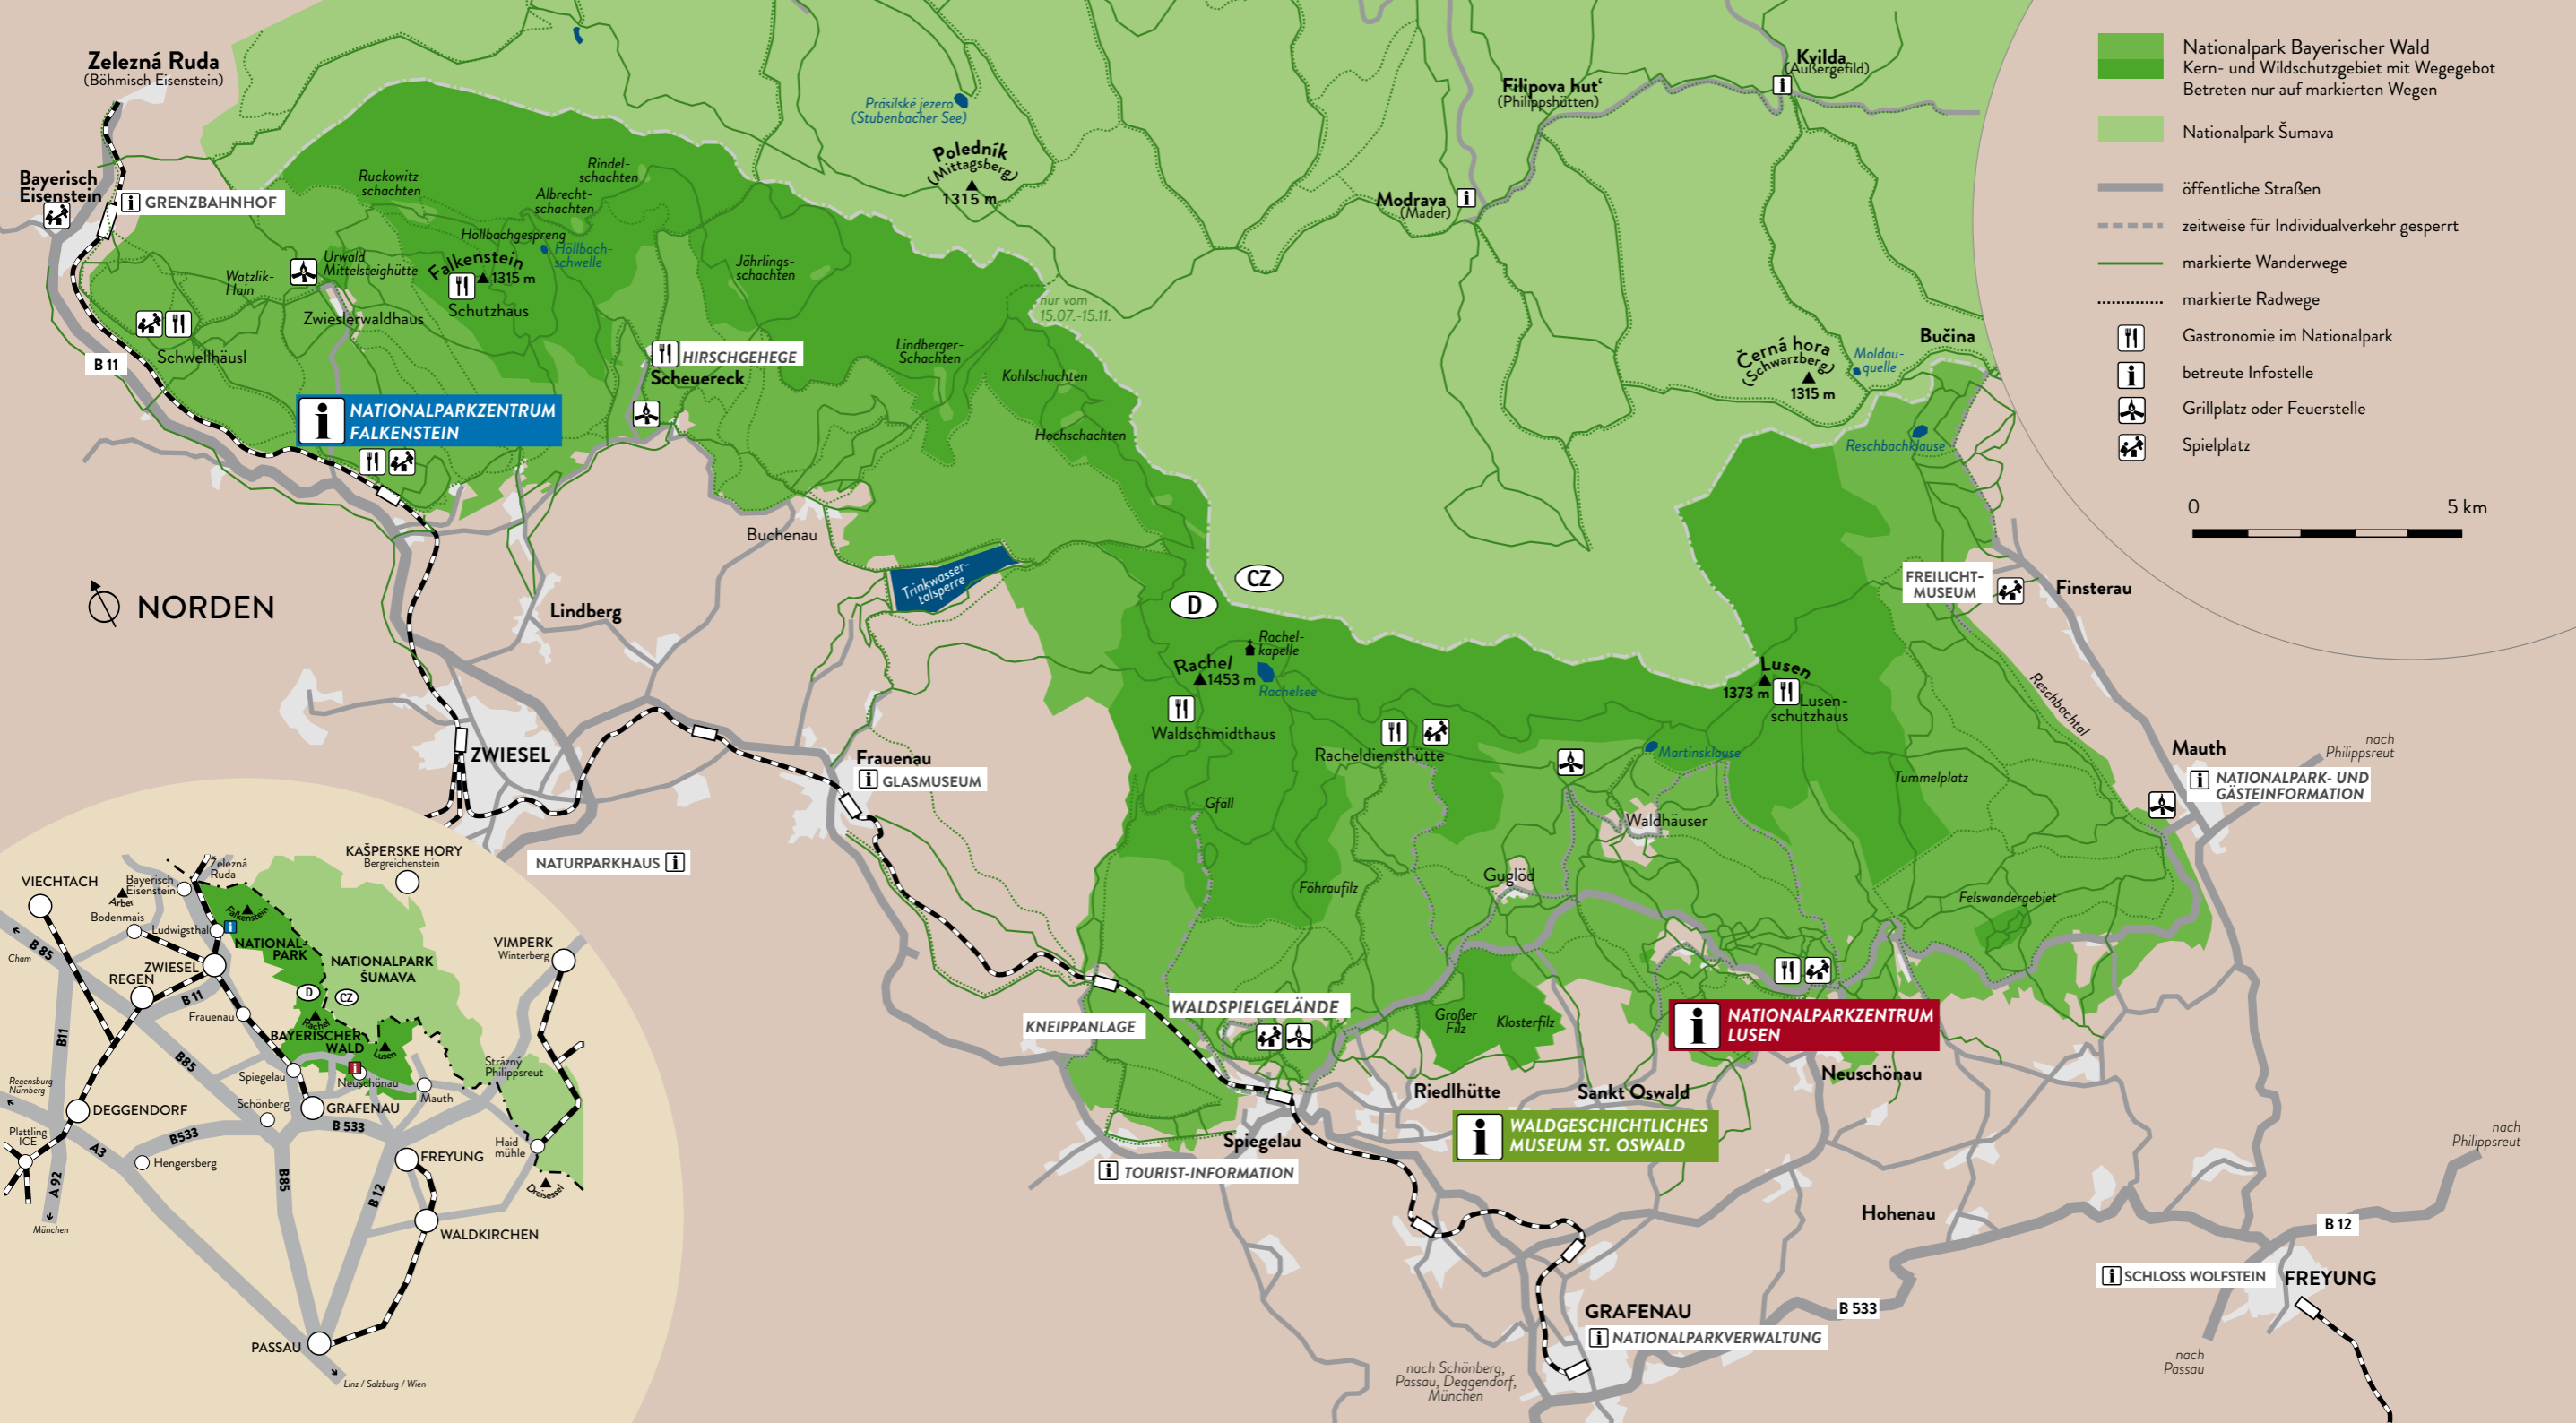 Zelezná Ruda
(Böhmisch Eisenstein)
Bayerisch
Eisenstein
GRENZBAHNHOF
B 11
Schwellhäusl
Watzlik-
Hain
Urwald
Mittelsteighütte
Zwieslerwaldhaus
Ruckowitz-
schachten
Rindel-
schachten
Albrecht-
schachten
Höllbachgespreng
Höllbach-
schwelle
Falkenstein
1315 m
Schutzhaus
Jährlings-
schachten
HIRSCHGEHEGE
Scheuereck
NATIONALPARKZENTRUM
FALKENSTEIN
Lindberger-
Schachten
Kohlschachten
Hochschachten
nur vom
15.07.-15.11.
Prásilské jezero
(Stubenbacher See)
Poledník
(Mittagsberg)
1315 m
Filipova hut‘
(Philippshütten)
Modrava
(Mader)
Kvilda
(Außergefild)
Černá hora
(Schwarzberg)
1315 m
Moldau-
quelle
Bučina
Reschbachklause
Nationalpark Bayerischer Wald
Kern- und Wildschutzgebiet mit Wegegebot
Betreten nur auf markierten Wegen
Nationalpark Šumava
öffentliche Straßen
zeitweise für Individualverkehr gesperrt
markierte Wanderwege
markierte Radwege
Gastronomie im Nationalpark
betreute Infostelle
Grillplatz oder Feuerstelle
Spielplatz
0 5 km
NORDEN
Buchenau
Lindberg
Trinkwasser-
talsperre
D
CZ
ZWIESEL
NATURPARKHAUS
Frauenau
GLASMUSEUM
Rachel
1453 m
Rachel-
kapelle
Rachelsee
Waldschmidthaus
Racheldiensthütte
Gfäll
Föhraufilz
Guglöd
Waldhäuser
Martinsklause
Lusen
1373 m
Lusen-
schutzhaus
Tummelplatz
Felswandergebiet
FREILICHT-
MUSEUM
Finsterau
Reschbachtal
Mauth
nach
Philippsreut
NATIONALPARK- UND
GÄSTEINFORMATION
KNEIPPANLAGE
WALDSPIELGELÄNDE
Großer
Filz
Klosterfilz
NATIONALPARKZENTRUM
LUSEN
Neuschönau
Riedlhütte
Sankt Oswald
WALDGESCHICHTLICHES
MUSEUM ST. OSWALD
Spiegelau
TOURIST-INFORMATION
Hohenau
nach
Philippsreut
B 12
SCHLOSS WOLFSTEIN
FREYUNG
B 533
GRAFENAU
NATIONALPARKVERWALTUNG
nach Schönberg,
Passau, Deggendorf,
München
nach
Passau
KAŠPERSKE HORY
Bergreichenstein
VIECHTACH
Železná
Ruda
Bayerisch
Eisenstein
Arber
Bodenmais
Ludwigsthal
Falkenstein
B 85
Cham
NATIONAL-
PARK
NATIONALPARK
ŠUMAVA
VIMPERK
Winterberg
ZWIESEL
REGEN
B 11
D
CZ
Frauenau
Rachel
BAYERISCHER
WALD
Lusen
B11
B85
Spiegelau
Neuschönau
Strázný
Philippsreut
Regensburg
Nürnberg
DEGGENDORF
Schönberg
GRAFENAU
Mauth
B 533
B533
Plattling
ICE
A3
Hengersberg
Haid-
mühle
FREYUNG
A 92
B85
B 12
Dreisessel
München
WALDKIRCHEN
PASSAU
Linz / Salzburg / Wien